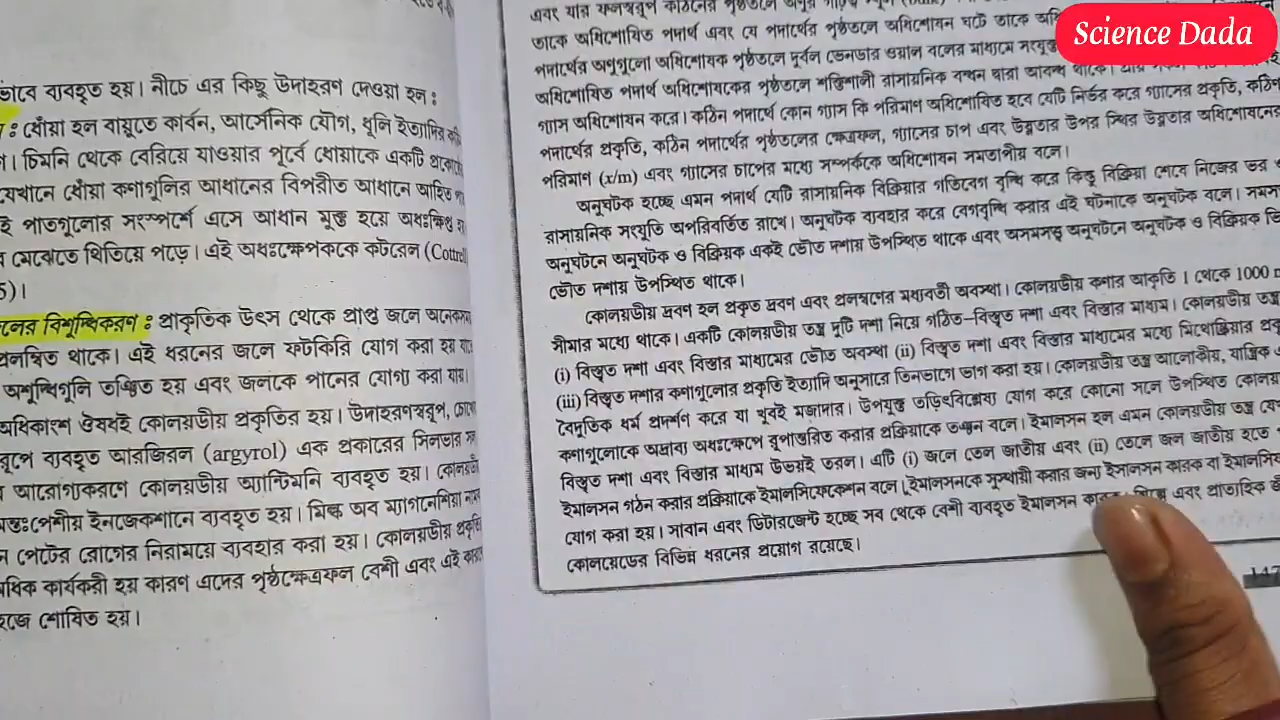 Science Dada
ভাবে ব্যবহৃত হয়। নীচে এর কিছু উদাহরণ দেওয়া হল :
: ধোঁয়া হল বায়ুতে কার্বন, আর্সেনিক যৌগ, ধূলি ইত্যাদির
। চিমনি থেকে বেরিয়ে যাওয়ার পূর্বে ধোঁয়াকে একটি
যেখানে ধোঁয়া কণাগুলির আধানের বিপরীত আধানে আহিত
ই পাতগুলোর সংস্পর্শে এসে আধান মুক্ত হয়ে অধঃক্ষিপ্ত
মেঝেতে থিতিয়ে পড়ে। এই অধঃক্ষেপককে কটরেল (Cottrell
5)।
লের বিশুদ্ধিকরণ : প্রাকৃতিক উৎস থেকে প্রাপ্ত জলে অনেকসময়
প্রলম্বিত থাকে। এই ধরনের জলে ফটকিরি যোগ করা হয়
অশুদ্ধিগুলি তঞ্চিত হয় এবং জলকে পানের যোগ্য করা যায়।
অধিকাংশ ঔষধই কোলয়ডীয় প্রকৃতির হয়। উদাহরণস্বরূপ,
রূপে ব্যবহৃত আরজিরল (argyrol) এক প্রকারের সিলভার
আরোগ্যকরণে কোলয়ডীয় অ্যান্টিমনি ব্যবহৃত হয়।
ন্তঃপেশীয় ইনজেকশানে ব্যবহৃত হয়। মিল্ক অব ম্যাগনেশিয়া
পেটের রোগের নিরাময়ে ব্যবহার করা হয়। কোলয়ডীয়
অধিক কার্যকরী হয় কারণ এদের পৃষ্ঠক্ষেত্রফল বেশী এবং এই
হজে শোষিত হয়।
এবং যার ফলস্বরূপ কঠিনের পৃষ্ঠতলে অণুর
তাকে অধিশোষিত পদার্থ এবং যে পদার্থের পৃষ্ঠতলে অধিশোষন ঘটে তাকে
পদার্থের অণুগুলো অধিশোষক পৃষ্ঠতলে দুর্বল ভেনডার ওয়াল বলের মাধ্যমে
অধিশোষিত পদার্থ অধিশোষকের পৃষ্ঠতলে শক্তিশালী রাসায়নিক বন্ধন দ্বারা আবদ্ধ থাকে।
গ্যাস অধিশোষন করে। কঠিন পদার্থে কোন গ্যাস কি পরিমাণ অধিশোষিত হবে সেটি নির্ভর করে গ্যাসের প্রকৃতি, কঠিন
পদার্থের প্রকৃতি, কঠিন পদার্থের পৃষ্ঠতলের ক্ষেত্রফল, গ্যাসের চাপ এবং উষ্ণতার উপর স্থির উষ্ণতার অধিশোষনের
পরিমাণ (x/m) এবং গ্যাসের চাপের মধ্যে সম্পর্ককে অধিশোষন সমতাপীয় বলে।
অনুঘটক হচ্ছে এমন পদার্থ যেটি রাসায়নিক বিক্রিয়ার গতিবেগ বৃদ্ধি করে কিন্তু বিক্রিয়া শেষে নিজের ভর
রাসায়নিক সংযুতি অপরিবর্তিত রাখে। অনুঘটক ব্যবহার করে বেগবৃদ্ধি করার এই ঘটনাকে অনুঘটন বলে।
অনুঘটনে অনুঘটক ও বিক্রিয়ক একই ভৌত দশায় উপস্থিত থাকে এবং অসমসত্ত্ব অনুঘটনে অনুঘটক ও বিক্রিয়ক
ভৌত দশায় উপস্থিত থাকে।
কোলয়ডীয় দ্রবণ হল প্রকৃত দ্রবণ এবং প্রলম্বণের মধ্যবর্তী অবস্থা। কোলয়ডীয় কণার আকৃতি 1 থেকে 1000
সীমার মধ্যে থাকে। একটি কোলয়ডীয় তন্ত্র দুটি দশা নিয়ে গঠিত–বিস্তৃত দশা এবং বিস্তার মাধ্যম। কোলয়ডীয়
(i) বিস্তৃত দশা এবং বিস্তার মাধ্যমের ভৌত অবস্থা (ii) বিস্তৃত দশা এবং বিস্তার মাধ্যমের মধ্যে মিথোষ্ক্রিয়ার
(iii) বিস্তৃত দশার কণাগুলোর প্রকৃতি ইত্যাদি অনুসারে তিনভাগে ভাগ করা হয়। কোলয়ডীয় তন্ত্র আলোকীয়, যান্ত্রিক
বৈদ্যুতিক ধর্ম প্রদর্শণ করে যা খুবই মজাদার। উপযুক্ত তড়িৎবিশ্লেষ্য যোগ করে কোনো সলে উপস্থিত
কণাগুলোকে অদ্রাব্য অধঃক্ষেপে রূপান্তরিত করার প্রক্রিয়াকে তঞ্চন বলে। ইমালসন হল এমন কোলয়ডীয় তন্ত্র
বিস্তৃত দশা এবং বিস্তার মাধ্যম উভয়ই তরল। এটি (i) জলে তেল জাতীয় এবং (ii) তেলে জল জাতীয় হতে
ইমালসন গঠন করার প্রক্রিয়াকে ইমালসিফেকেশন বলে। ইমালসনকে সুস্থায়ী করার জন্য ইমালসন কারক বা
যোগ করা হয়। সাবান এবং ডিটারজেন্ট হচ্ছে সব থেকে বেশী ব্যবহৃত ইমালসন এবং প্রাত্যহিক
কোলয়েডের বিভিন্ন ধরনের প্রয়োগ রয়েছে।
147